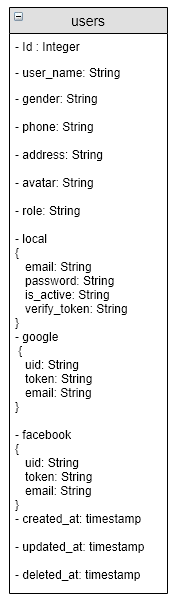 users
- Id : Integer
- user_name: String
- gender: String
- phone: String
- address: String
- avatar: String
- role: String
- local
{
email: String
password: String
is_active: String
verify_token: String
}
- google
{
uid: String
token: String
email: String
}
- facebook
{
uid: String
token: String
email: String
}
- created_at: timestamp
- updated_at: timestamp
- deleted_at: timestamp